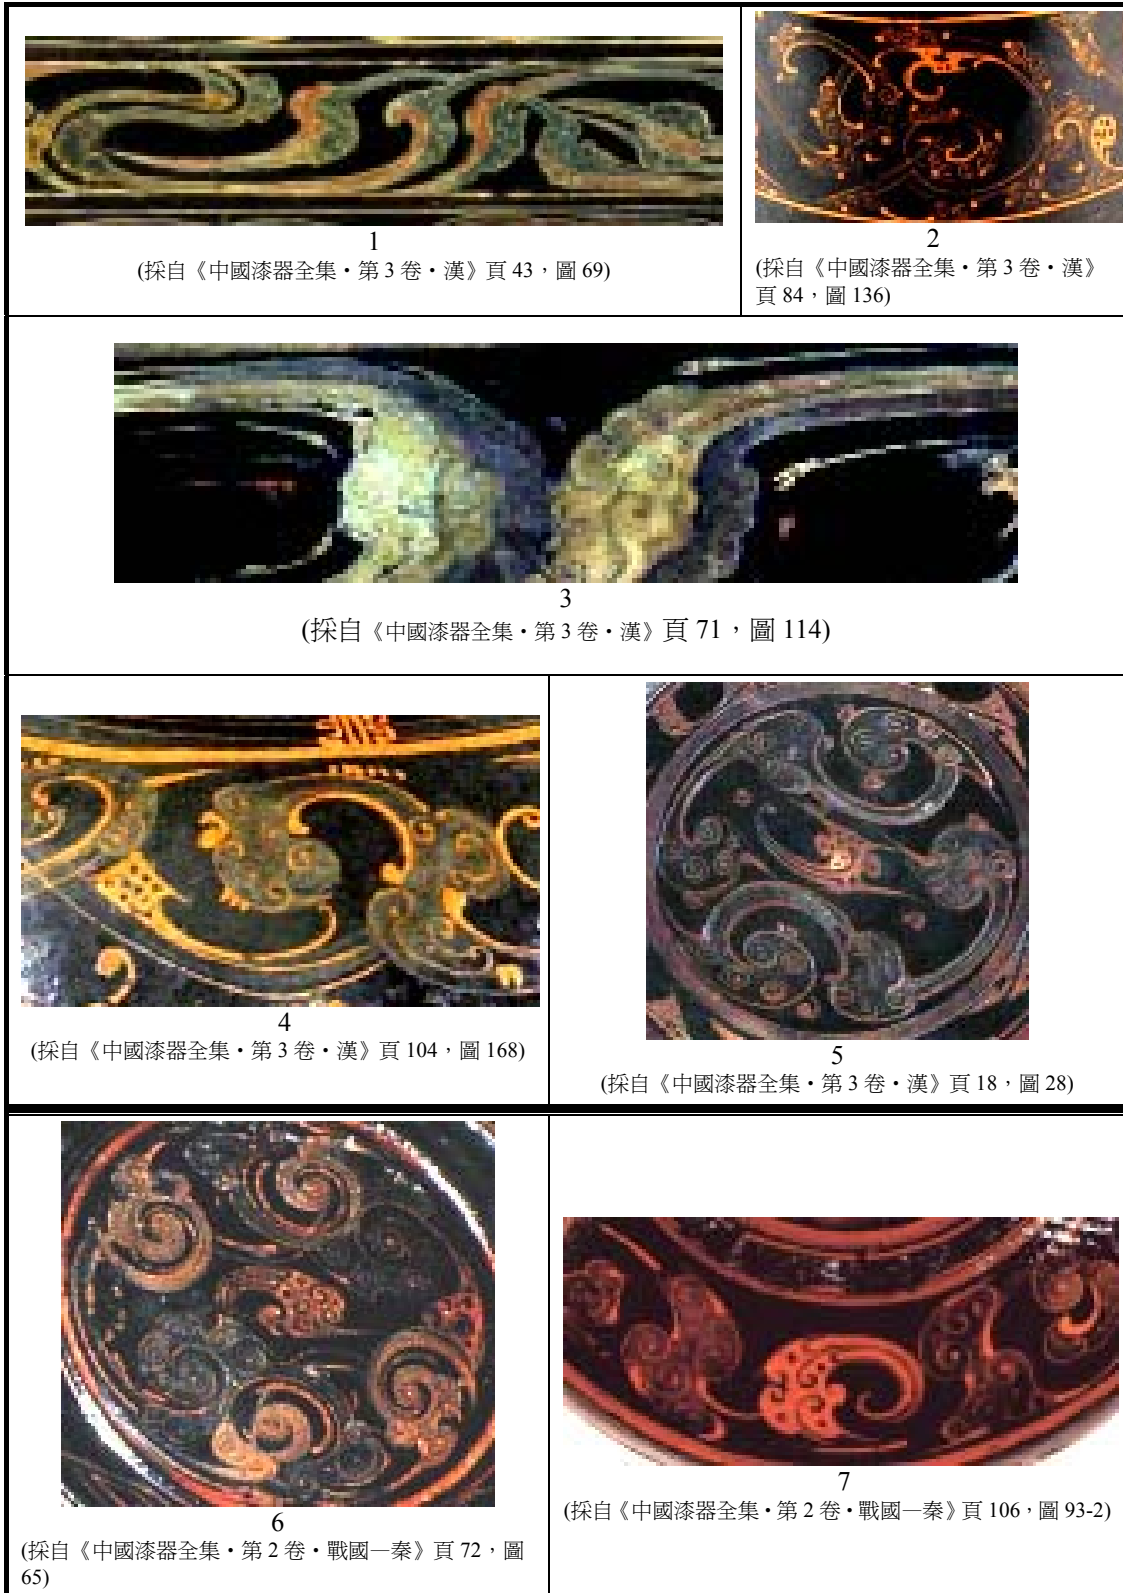 1
(採自《中國漆器全集•第 3 卷•漢》頁 43，圖 69)
2
(採自《中國漆器全集•第 3 卷•漢》
頁 84，圖 136)
3
(採自《中國漆器全集•第 3 卷•漢》頁 71，圖 114)
4
(採自《中國漆器全集•第 3 卷•漢》頁 104，圖 168)
5
(採自《中國漆器全集•第 3 卷•漢》頁 18，圖 28)
6
(採自《中國漆器全集•第 2 卷•戰國—秦》頁 72，圖
65)
7
(採自《中國漆器全集•第 2 卷•戰國—秦》頁 106，圖 93-2)